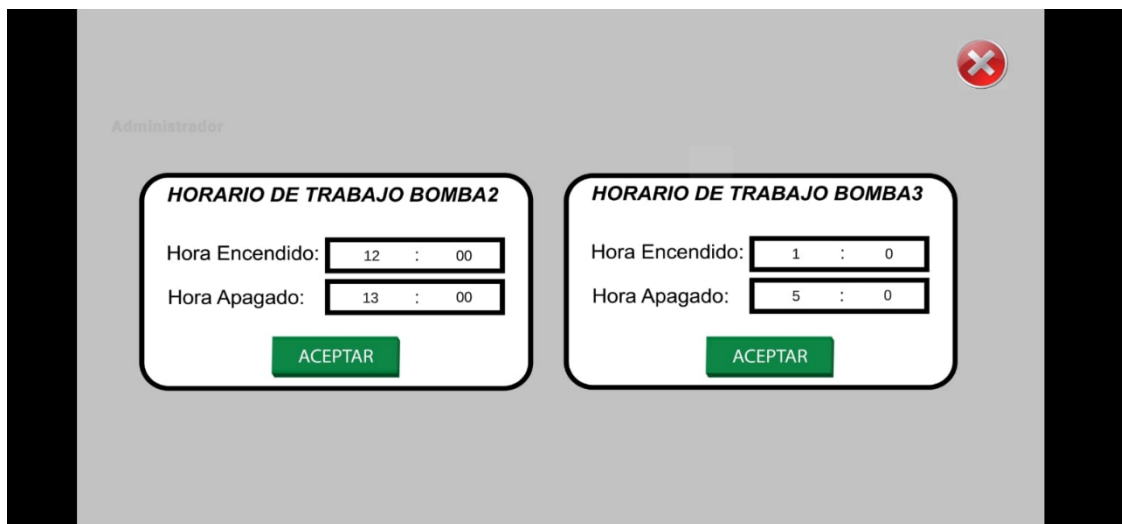 Administrador
HORARIO DE TRABAJO BOMBA2
Hora Encendido: 12 : 00
Hora Apagado: 13 : 00
ACEPTAR
HORARIO DE TRABAJO BOMBA3
Hora Encendido: 1 : 0
Hora Apagado: 5 : 0
ACEPTAR